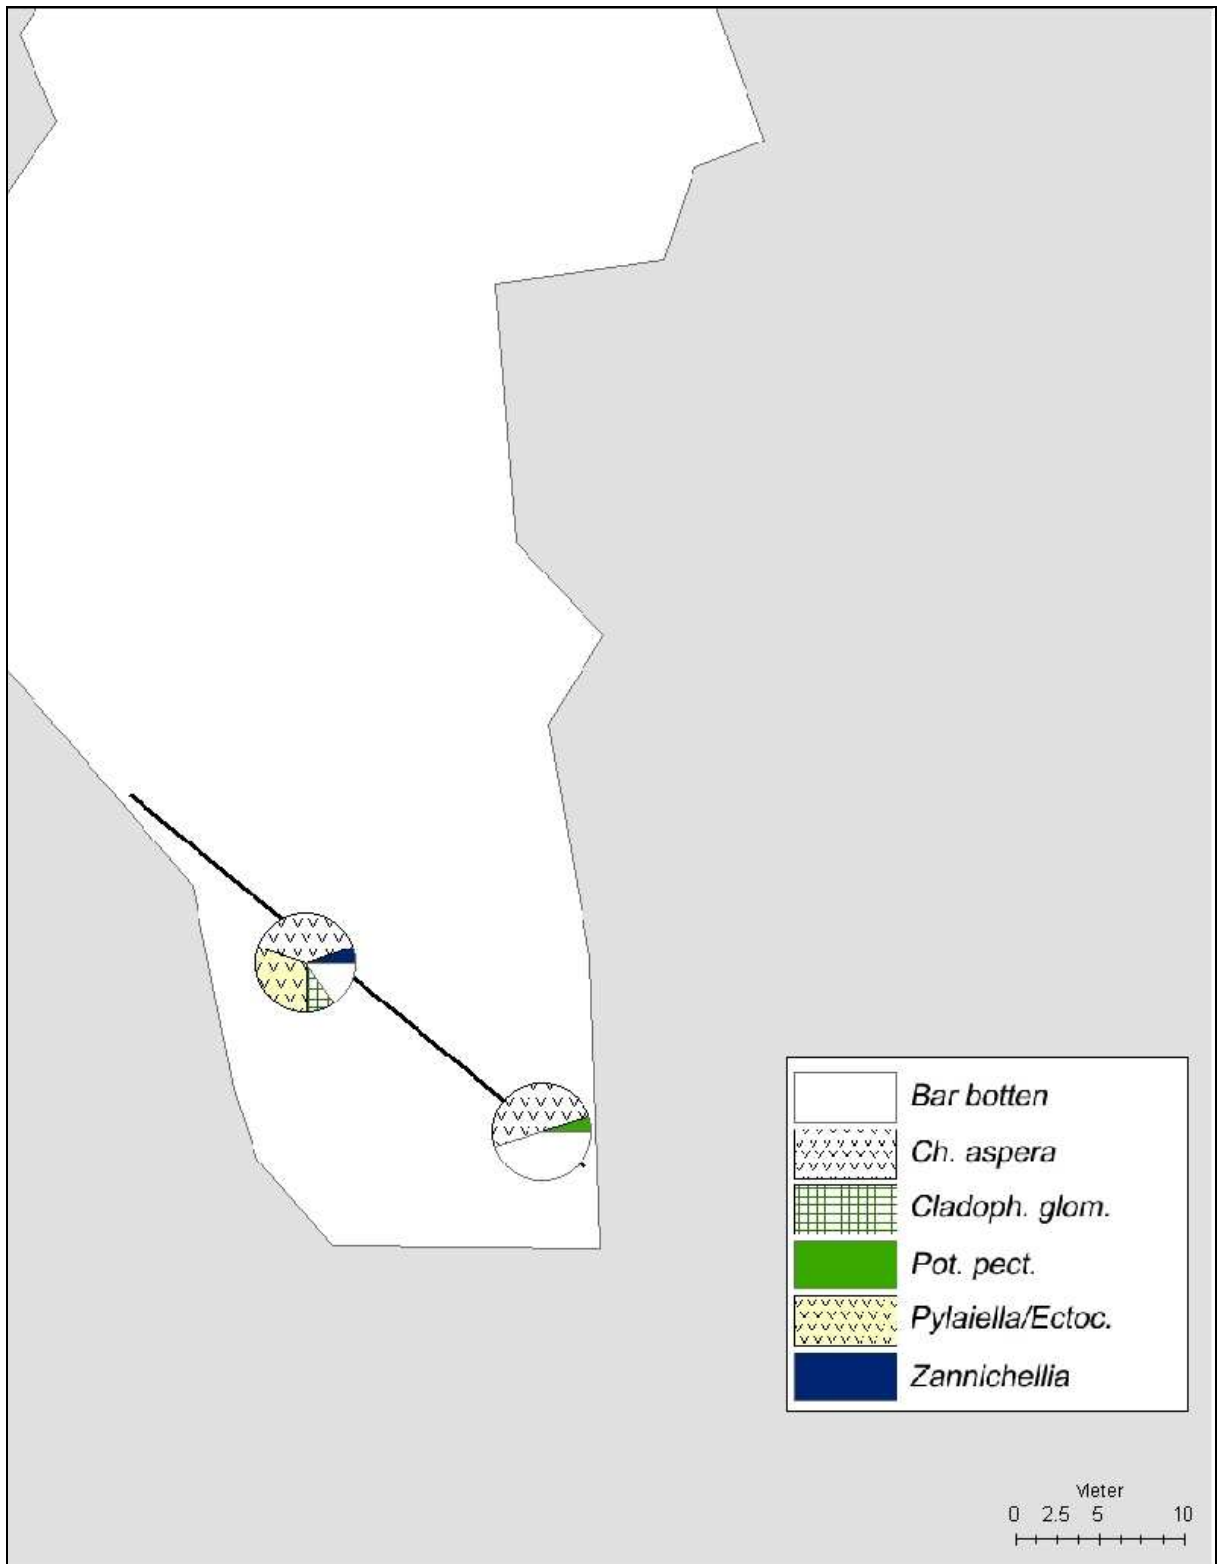 Bar botten
Ch. aspera
Cladoph. glom.
Pot. pect.
Pylaiella/Ectoc.
Zannichellia
Meter
0 2.5 5 10